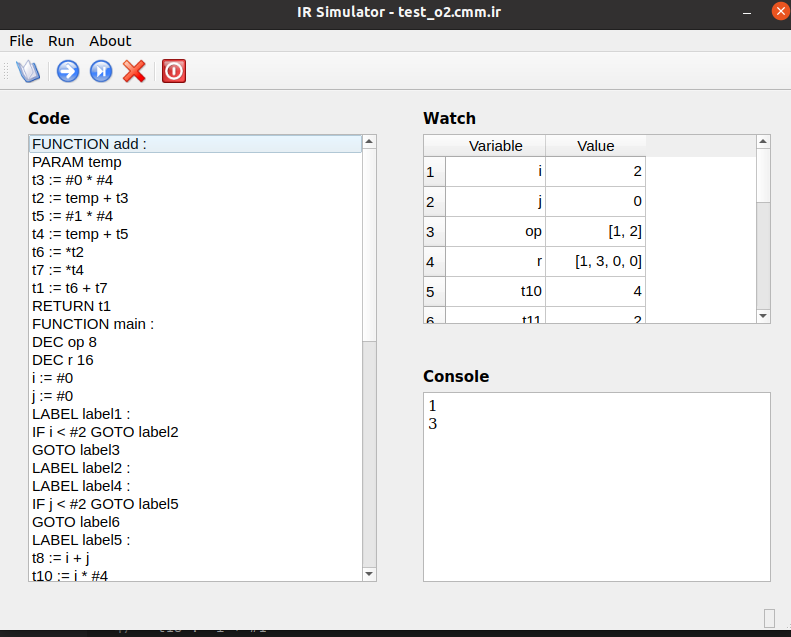 IR Simulator - test_o2.cmm.ir
File Run About
Code
FUNCTION add :
PARAM temp
t3 := #0 * #4
t2 := temp + t3
t5 := #1 * #4
t4 := temp + t5
t6 := *t2
t7 := *t4
t1 := t6 + t7
RETURN t1
FUNCTION main :
DEC op 8
DEC r 16
i := #0
j := #0
LABEL label1 :
IF i < #2 GOTO label2
GOTO label3
LABEL label2 :
LABEL label4 :
IF j < #2 GOTO label5
GOTO label6
LABEL label5 :
t8 := i + j
t10 := i * #4
Watch
Variable Value
1 i 2
2 j 0
3 op [1, 2]
4 r [1, 3, 0, 0]
5 t10 4
6 t11 2
Console
1
3